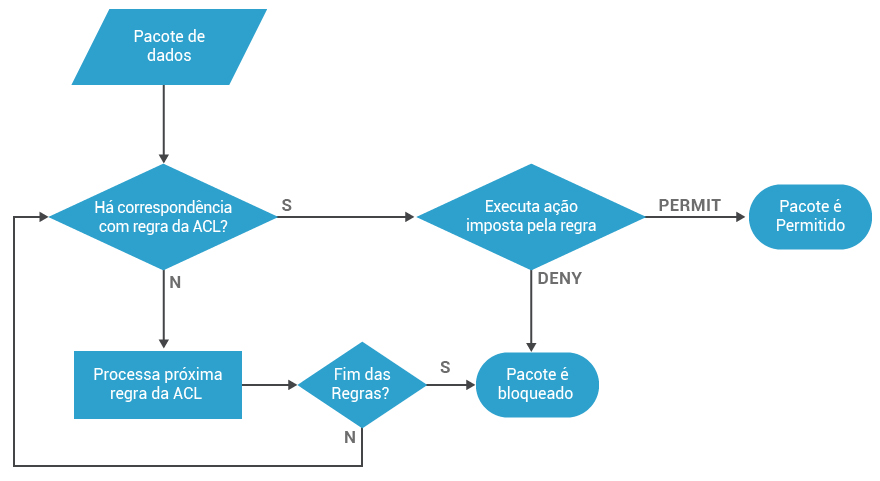 Pacote de
dados
Há correspondência
com regra da ACL?
S
Executa ação
imposta pela regra
PERMIT
Pacote é
Permitido
N
DENY
Processa próxima
regra da ACL
Fim das
Regras?
S
Pacote é
bloqueado
N